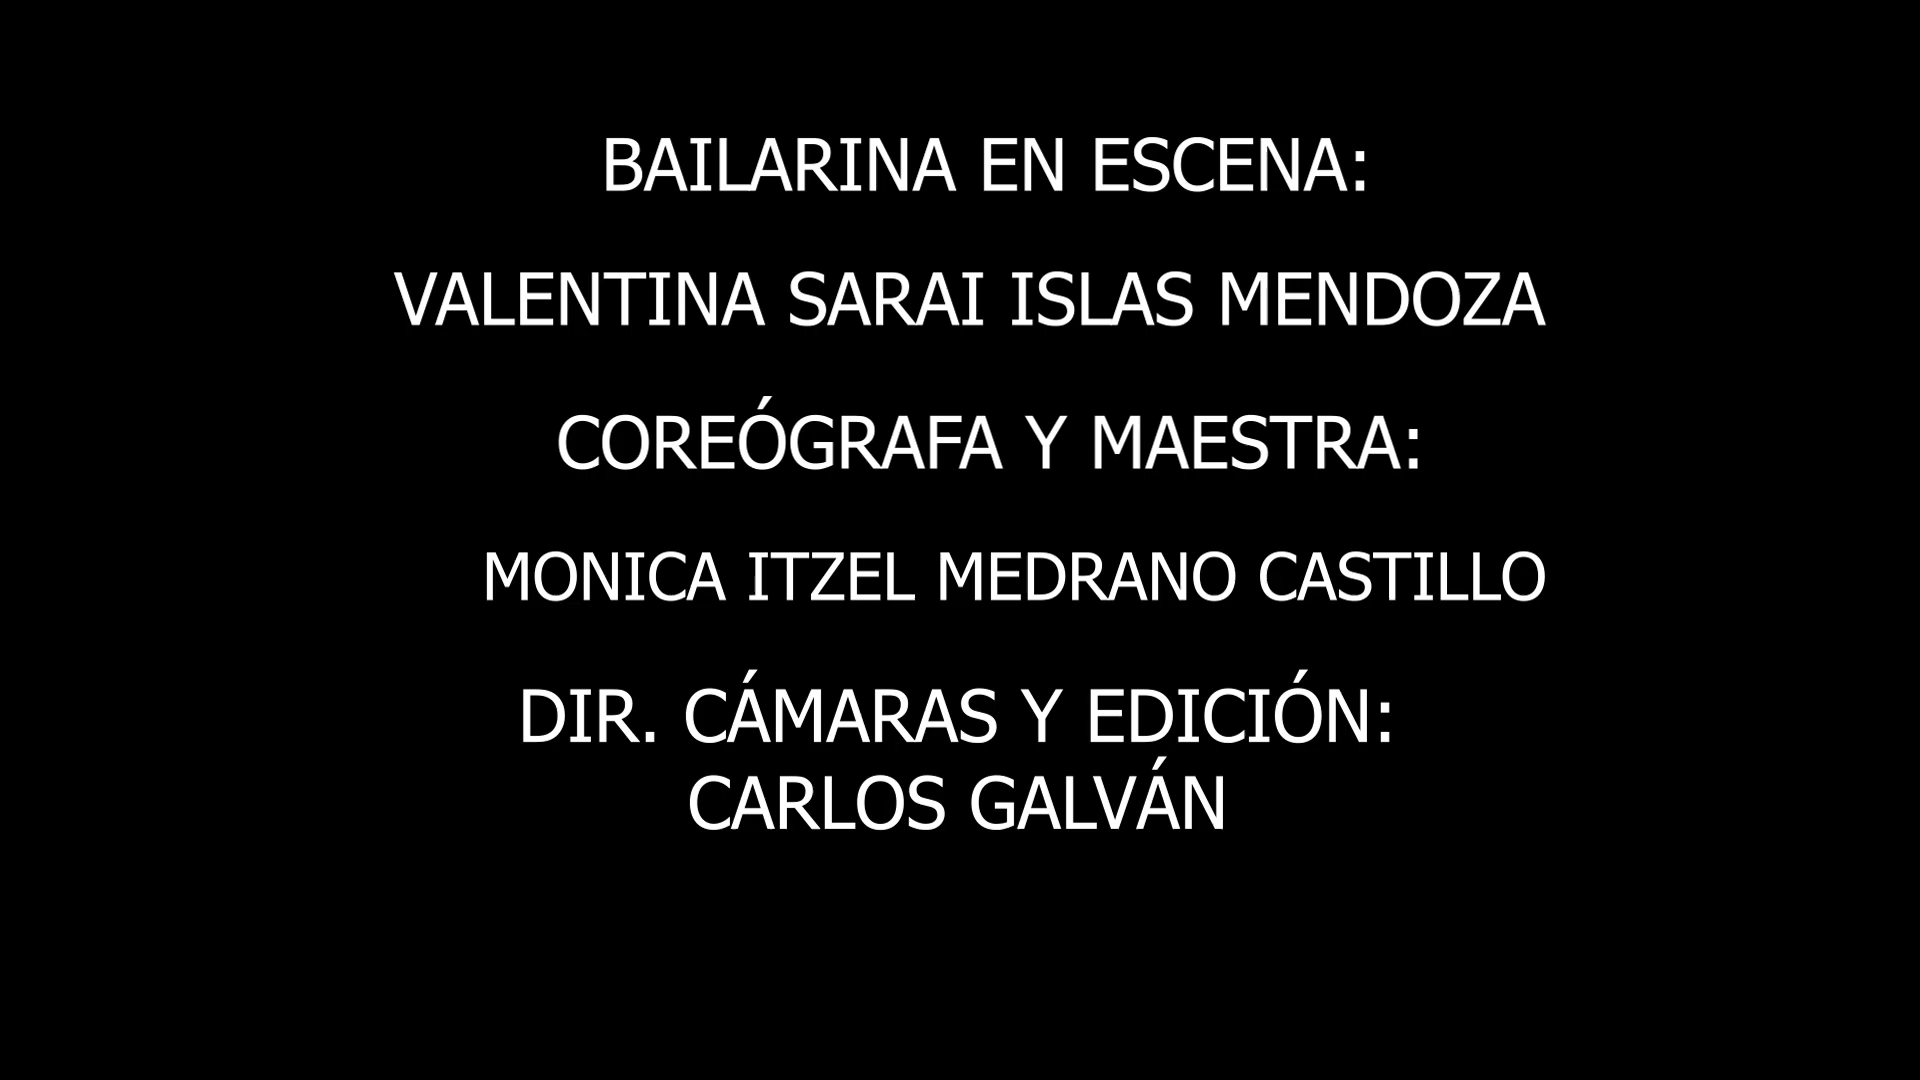 BAILARINA EN ESCENA:
VALENTINA SARAI ISLAS MENDOZA
COREÓGRAFA Y MAESTRA:
MONICA ITZEL MEDRANO CASTILLO
DIR. CÁMARAS Y EDICIÓN:
CARLOS GALVÁN